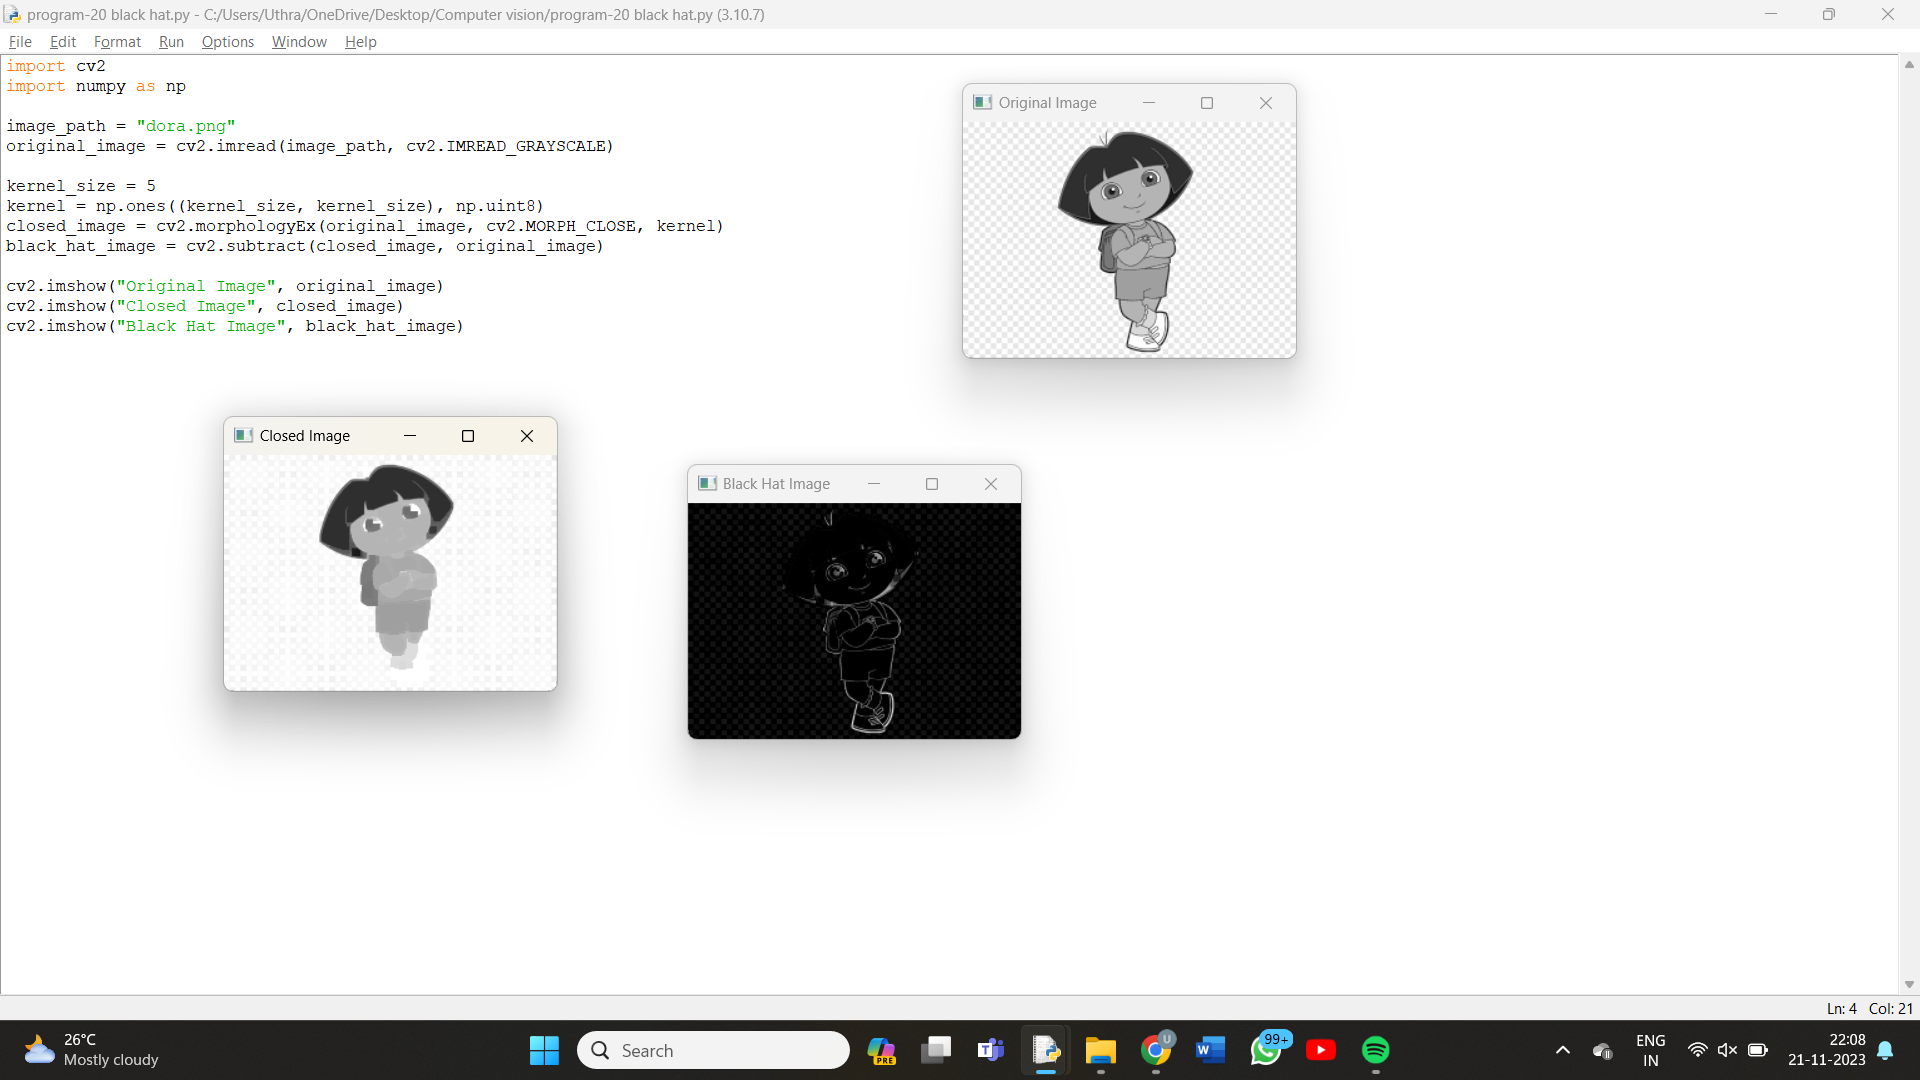 program-20 black hat.py - C:/Users/Uthra/OneDrive/Desktop/Computer vision/program-20 black hat.py (3.10.7)
File Edit Format Run Options Window Help
import cv2
import numpy as np
image_path = "dora.png"
original_image = cv2.imread(image_path, cv2.IMREAD_GRAYSCALE)
kernel_size = 5
kernel = np.ones((kernel_size, kernel_size), np.uint8)
closed_image = cv2.morphologyEx(original_image, cv2.MORPH_CLOSE, kernel)
black_hat_image = cv2.subtract(closed_image, original_image)
cv2.imshow("Original Image", original_image)
cv2.imshow("Closed Image", closed_image)
cv2.imshow("Black Hat Image", black_hat_image)
Original Image
Closed Image
Black Hat Image
Ln: 4 Col: 21
26°C
Mostly cloudy
Search
PRE
T
U
W
99+
ENG
IN
22:08
21-11-2023